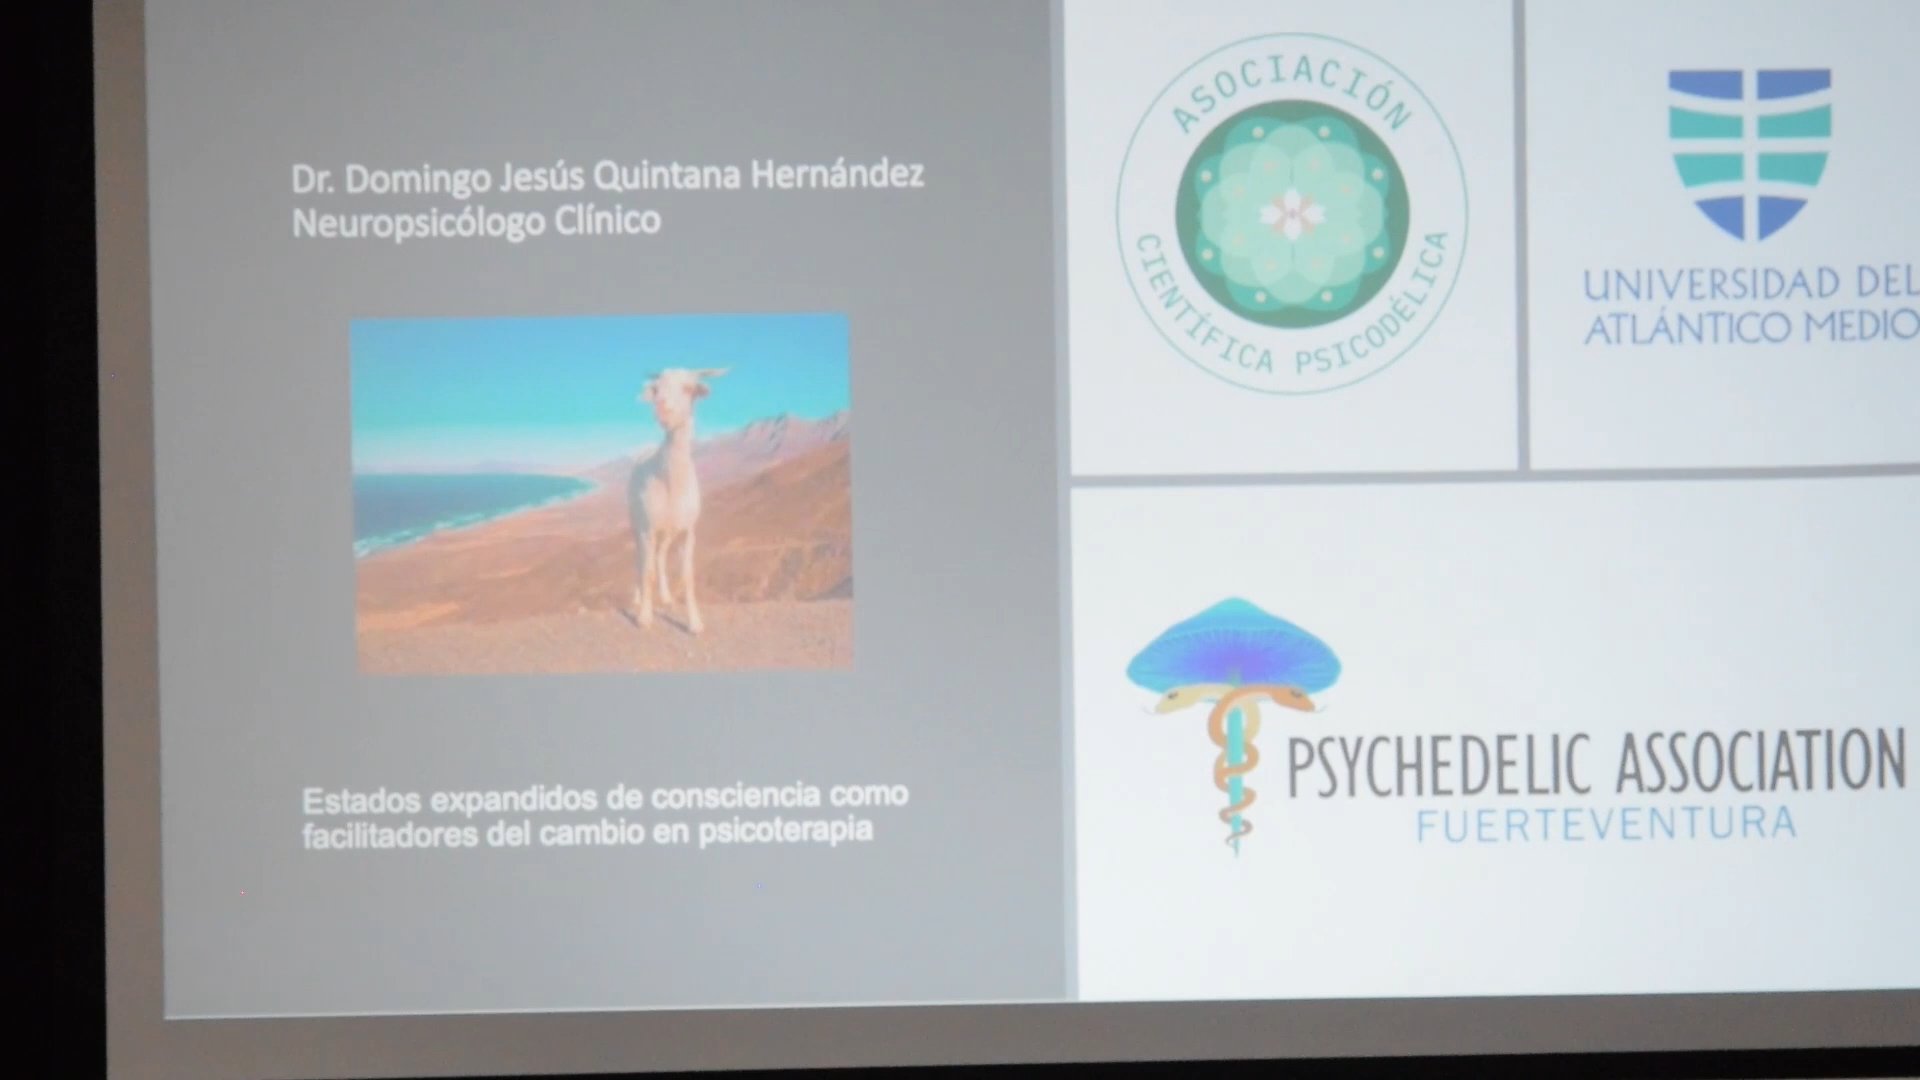 Dr. Domingo Jesús Quintana Hernández
Neuropsicólogo Clínico
Estados expandidos de consciencia como
facilitadores del cambio en psicoterapia
ASOCIACIÓN
CIENTÍFICA PSICODÉLICA
UNIVERSIDAD DEL
ATLÁNTICO MEDIO
PSYCHEDELIC ASSOCIATION
FUERTEVENTURA